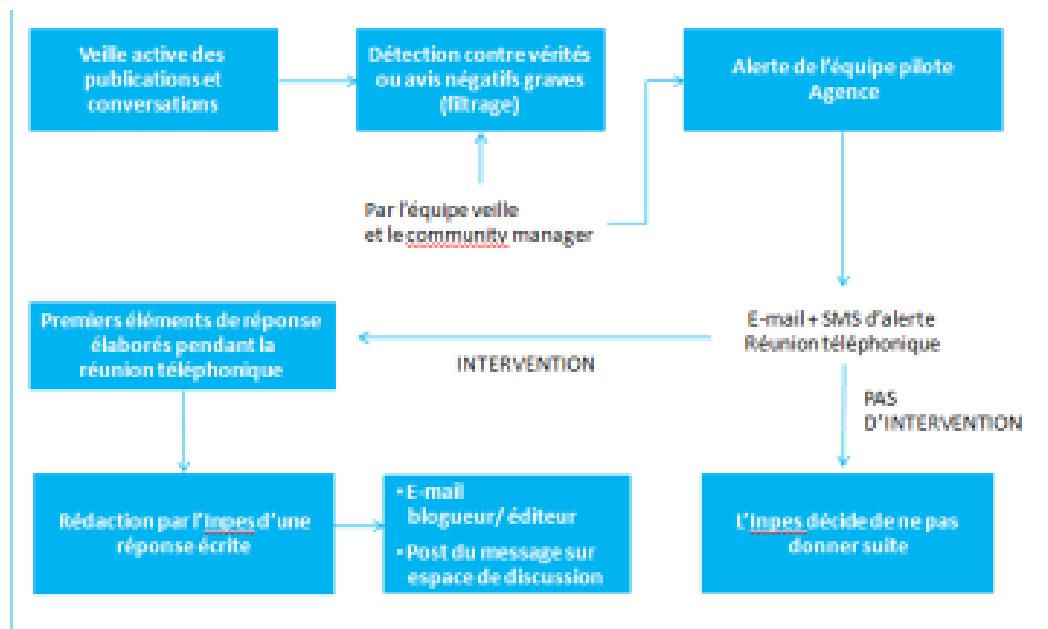 Veille active des
publications et
conversations
Détection contre vérités
ou avis négatifs graves
(filtrage)
Alerte de l'équipe pilote
Agence
Par l'équipe veille
et le community manager
E-mail + SMS d'alerte
Réunion téléphonique
Premiers éléments de réponse
élaborés pendant la
réunion téléphonique
INTERVENTION
PAS
D'INTERVENTION
Rédaction par l'Inpes d'une
réponse écrite
• E-mail
blogueur/ éditeur
• Post du message sur
espace de discussion
L'Inpes décide de ne pas
donner suite